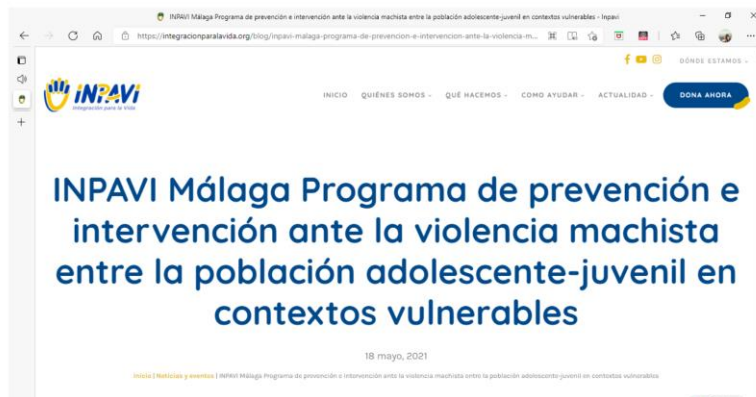 INPAVI Málaga Programa de prevención e intervención ante la violencia machista entre la población adolescente-juvenil en contextos vulnerables - Inpavi
https://integracionparalavida.org/blog/inpavi-malaga-programa-de-prevencion-e-intervencion-ante-la-violencia-m...
DÓNDE ESTAMOS
iNPAVi
Integración para la Vida
INICIO QUIÉNES SOMOS QUÉ HACEMOS COMO AYUDAR ACTUALIDAD DONA AHORA
INPAVI Málaga Programa de prevención e
intervención ante la violencia machista
entre la población adolescente-juvenil en
contextos vulnerables
18 mayo, 2021
Inicio | Noticias y eventos | INPAVI Málaga Programa de prevención e intervención ante la violencia machista entre la población adolescente-juvenil en contextos vulnerables